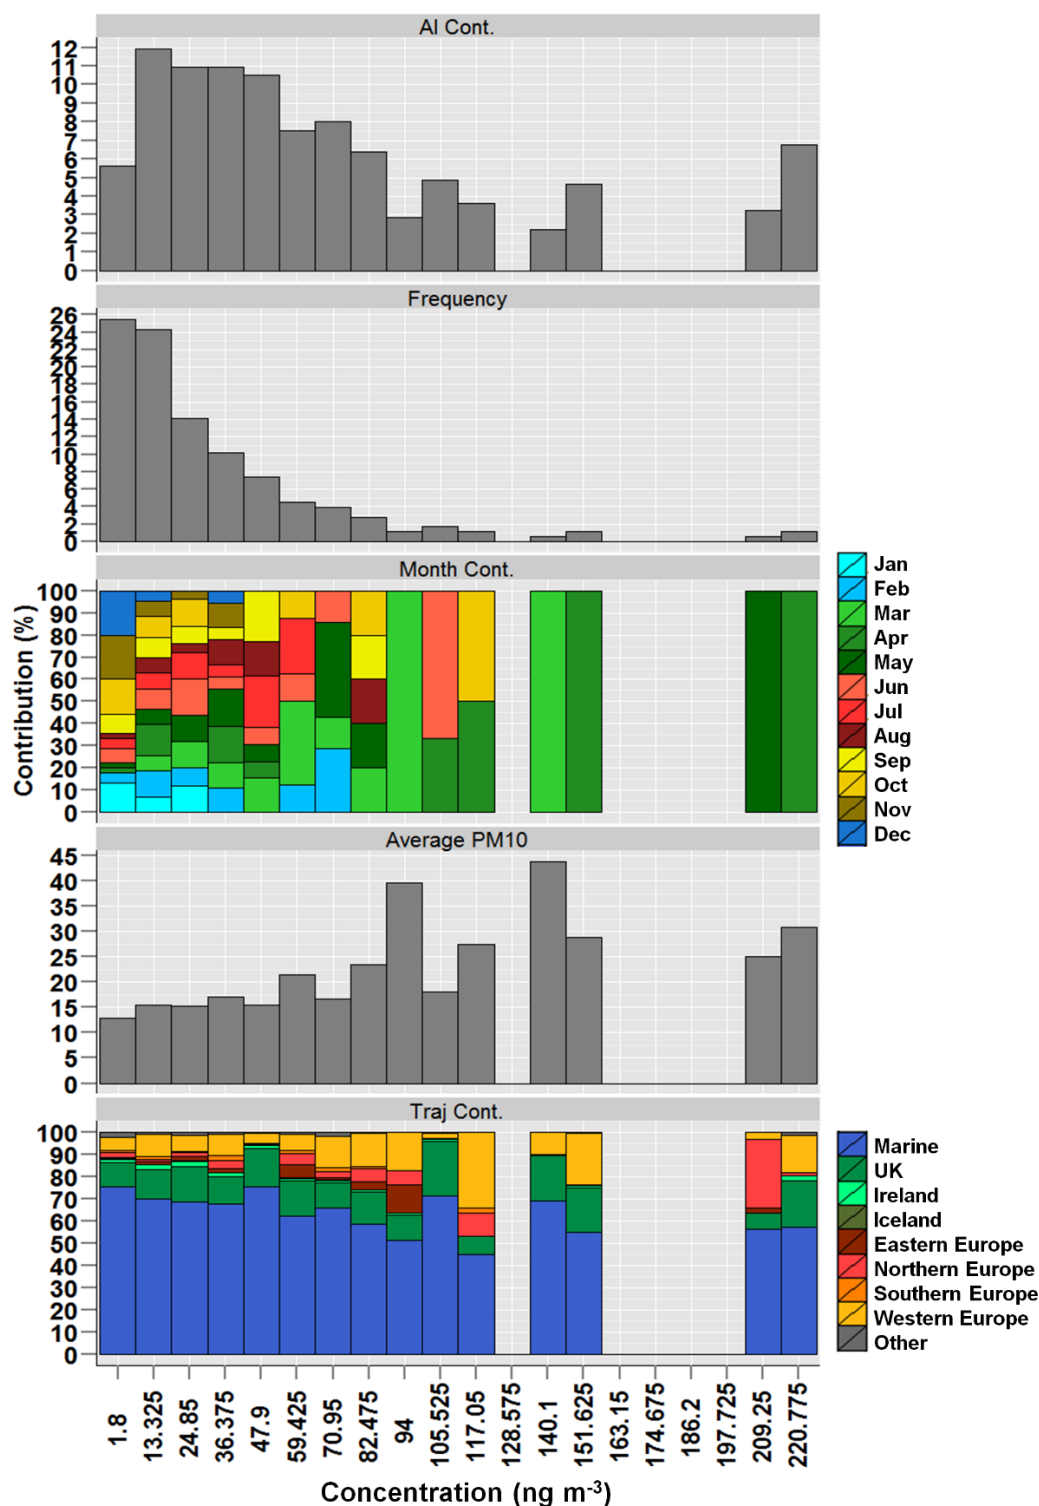 Al Cont.
12
11
10
9
8
7
6
5
4
3
2
1
0
Frequency
26
24
22
20
18
16
14
12
10
8
6
4
2
0
Month Cont.
100
90
80
70
60
50
40
30
20
10
0
Jan
Feb
Mar
Apr
May
Jun
Jul
Aug
Sep
Oct
Nov
Dec
Contribution (%)
Average PM10
45
40
35
30
25
20
15
10
5
0
Traj Cont.
100
90
80
70
60
50
40
30
20
10
0
Marine
UK
Ireland
Iceland
Eastern Europe
Northern Europe
Southern Europe
Western Europe
Other
1.8
13.325
24.85
36.375
47.9
59.425
70.95
82.475
94
105.525
117.05
128.575
140.1
151.625
163.15
174.675
186.2
197.725
209.25
220.775
Concentration (ng m⁻³)